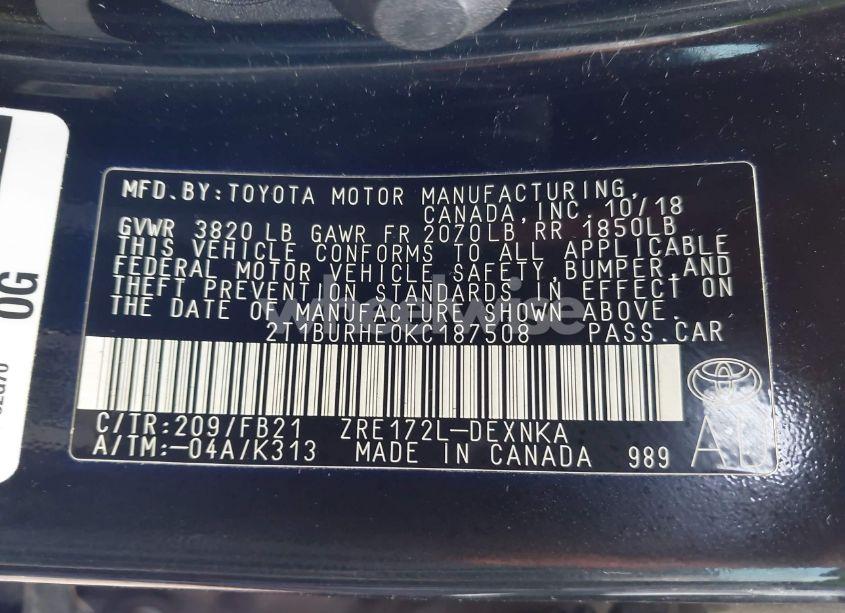 MFD.BY:TOYOTA MOTOR MANUFACTURING,
CANADA,INC. 10/18
GVWR 3820 LB GAWR FR 2070LB RR 1850LB
THIS VEHICLE CONFORMS TO ALL APPLICABLE
FEDERAL MOTOR VEHICLE SAFETY,BUMPER,AND
THEFT PREVENTION STANDARDS IN EFFECT ON
THE DATE OF MANUFACTURE SHOWN ABOVE.
wheelwise
2T1BURHE0KC187508 PASS.CAR
C/TR:209/FB21 ZRE172L-DEXNKA
A/TM:-04A/K313 MADE IN CANADA 989
0G